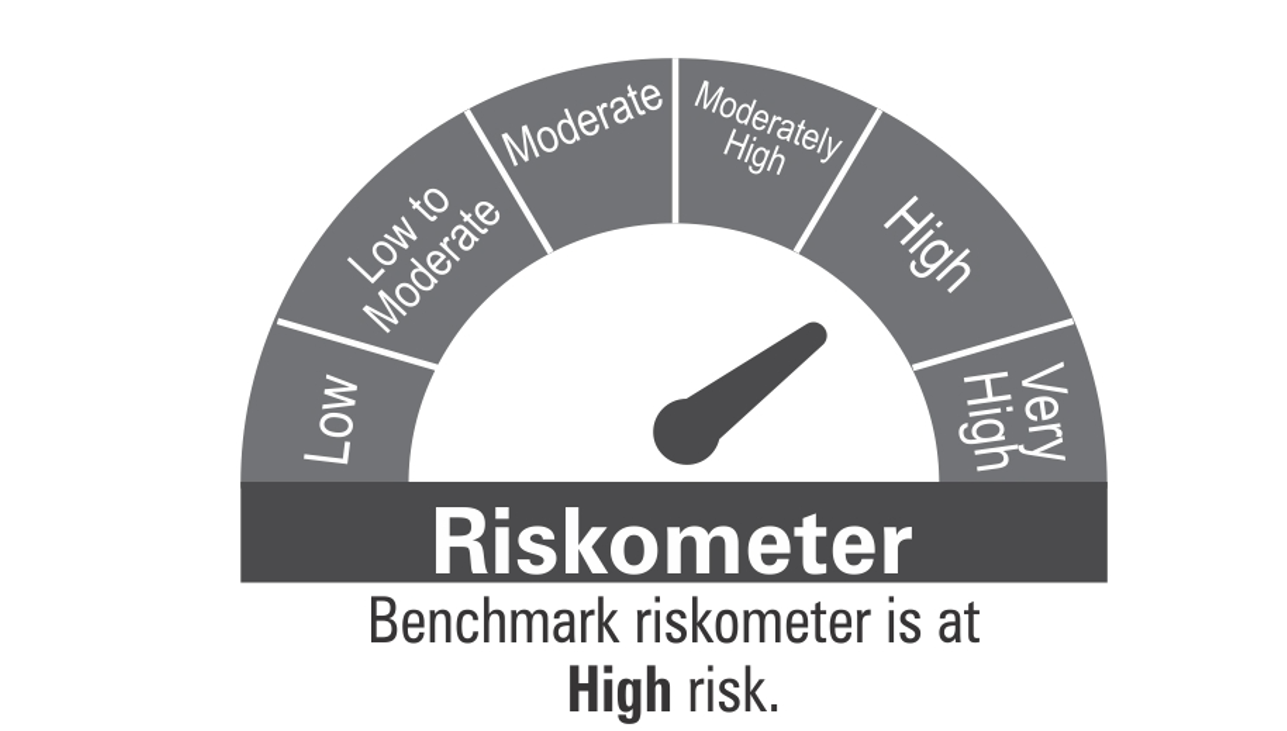 Low
Low to
Moderate
Moderate
Moderately
High
High
Very
High
Riskometer
Benchmark riskometer is at
High risk.